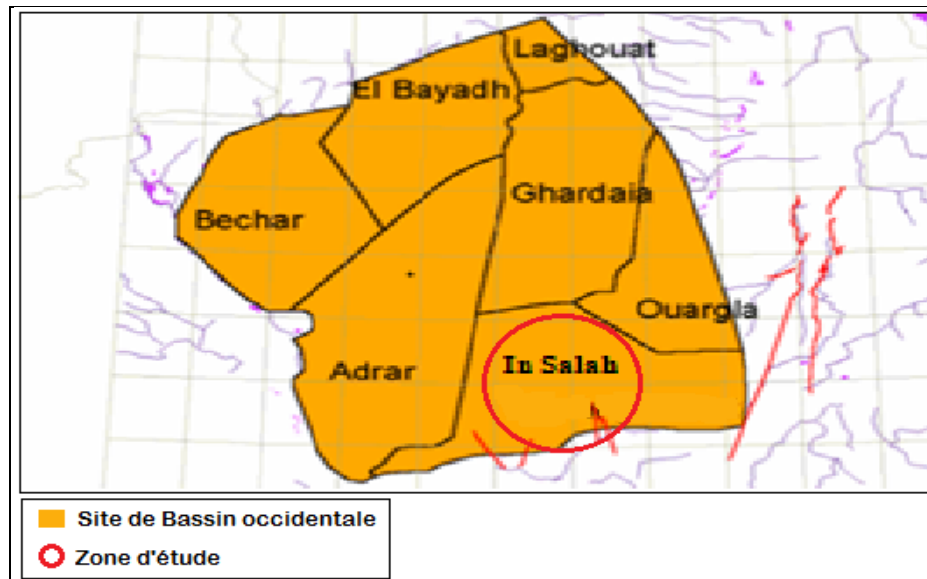 Laghouat
El Bayadh
Ghardaia
Bechar
Ouargla
In Salah
Adrar
Site de Bassin occidentale
Zone d'étude